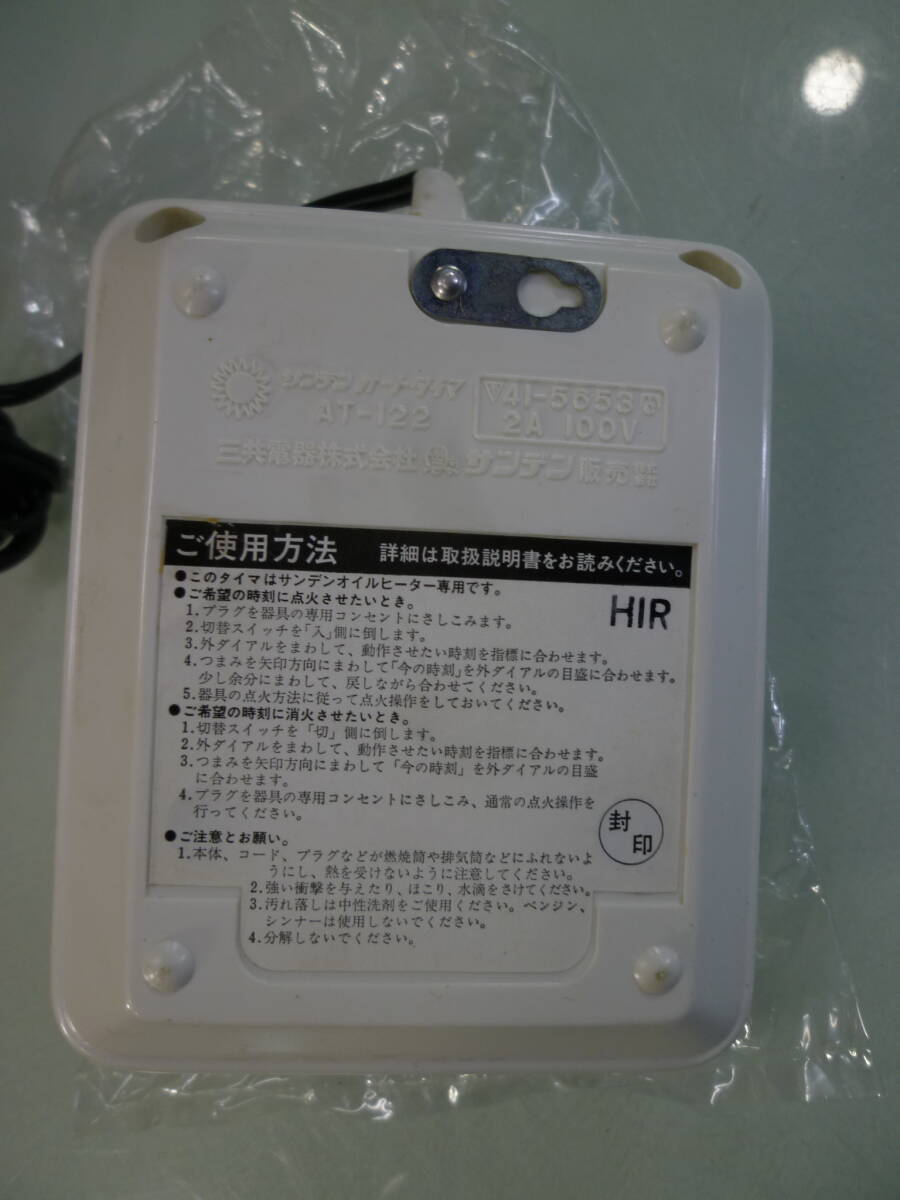 サンデン オートタイマ
AT-122
▽41-5653
2A 100V
三共電器株式会社 サンデン販売株式会社
ご使用方法 詳細は取扱説明書をお読みください。
●このタイマはサンデンオイルヒーター専用です。
●ご希望の時刻に点火させたいとき。
HIR
1.プラグを器具の専用コンセントにさしこみます。
2.切替スイッチを「入」側に倒します。
3.外ダイアルをまわして、動作させたい時刻を指標に合わせます。
4.つまみを矢印方向にまわして「今の時刻」を外ダイアルの目盛に合わせます。
少し余分にまわして、戻しながら合わせてください。
5.器具の点火方法に従って点火操作をしておいてください。
●ご希望の時刻に消火させたいとき。
1.切替スイッチを「切」側に倒します。
2.外ダイアルをまわして、動作させたい時刻を指標に合わせます。
3.つまみを矢印方向にまわして「今の時刻」を外ダイアルの目盛
に合わせます。
4.プラグを器具の専用コンセントにさしこみ、通常の点火操作を
行ってください。
封印
●ご注意とお願い。
1.本体、コード、プラグなどが燃焼筒や排気筒などにふれないよ
うにし、熱を受けないように注意してください。
2.強い衝撃を与えたり、ほこり、水滴をさけてください。
3.汚れ落しは中性洗剤をご使用ください。ベンジン、
シンナーは使用しないでください。
4.分解しないでください。